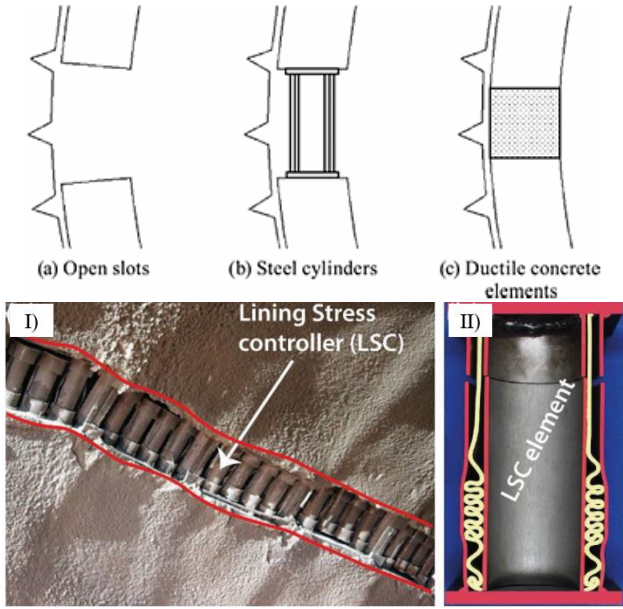 (a) Open slots
(b) Steel cylinders
(c) Ductile concrete
elements
I)
Lining Stress
controller (LSC)
II)
LSC element